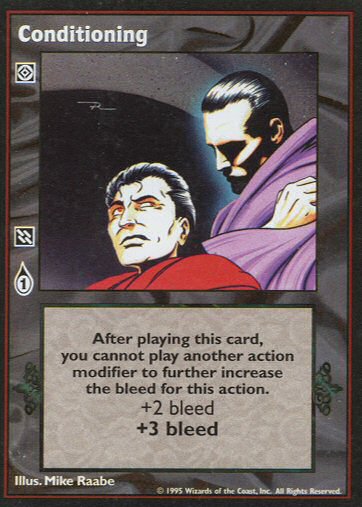 Conditioning
1
After playing this card,
you cannot play another action
modifier to further increase
the bleed for this action.
+2 bleed
+3 bleed
Illus. Mike Raabe
© 1995 Wizards of the Coast, Inc. All Rights Reserved.